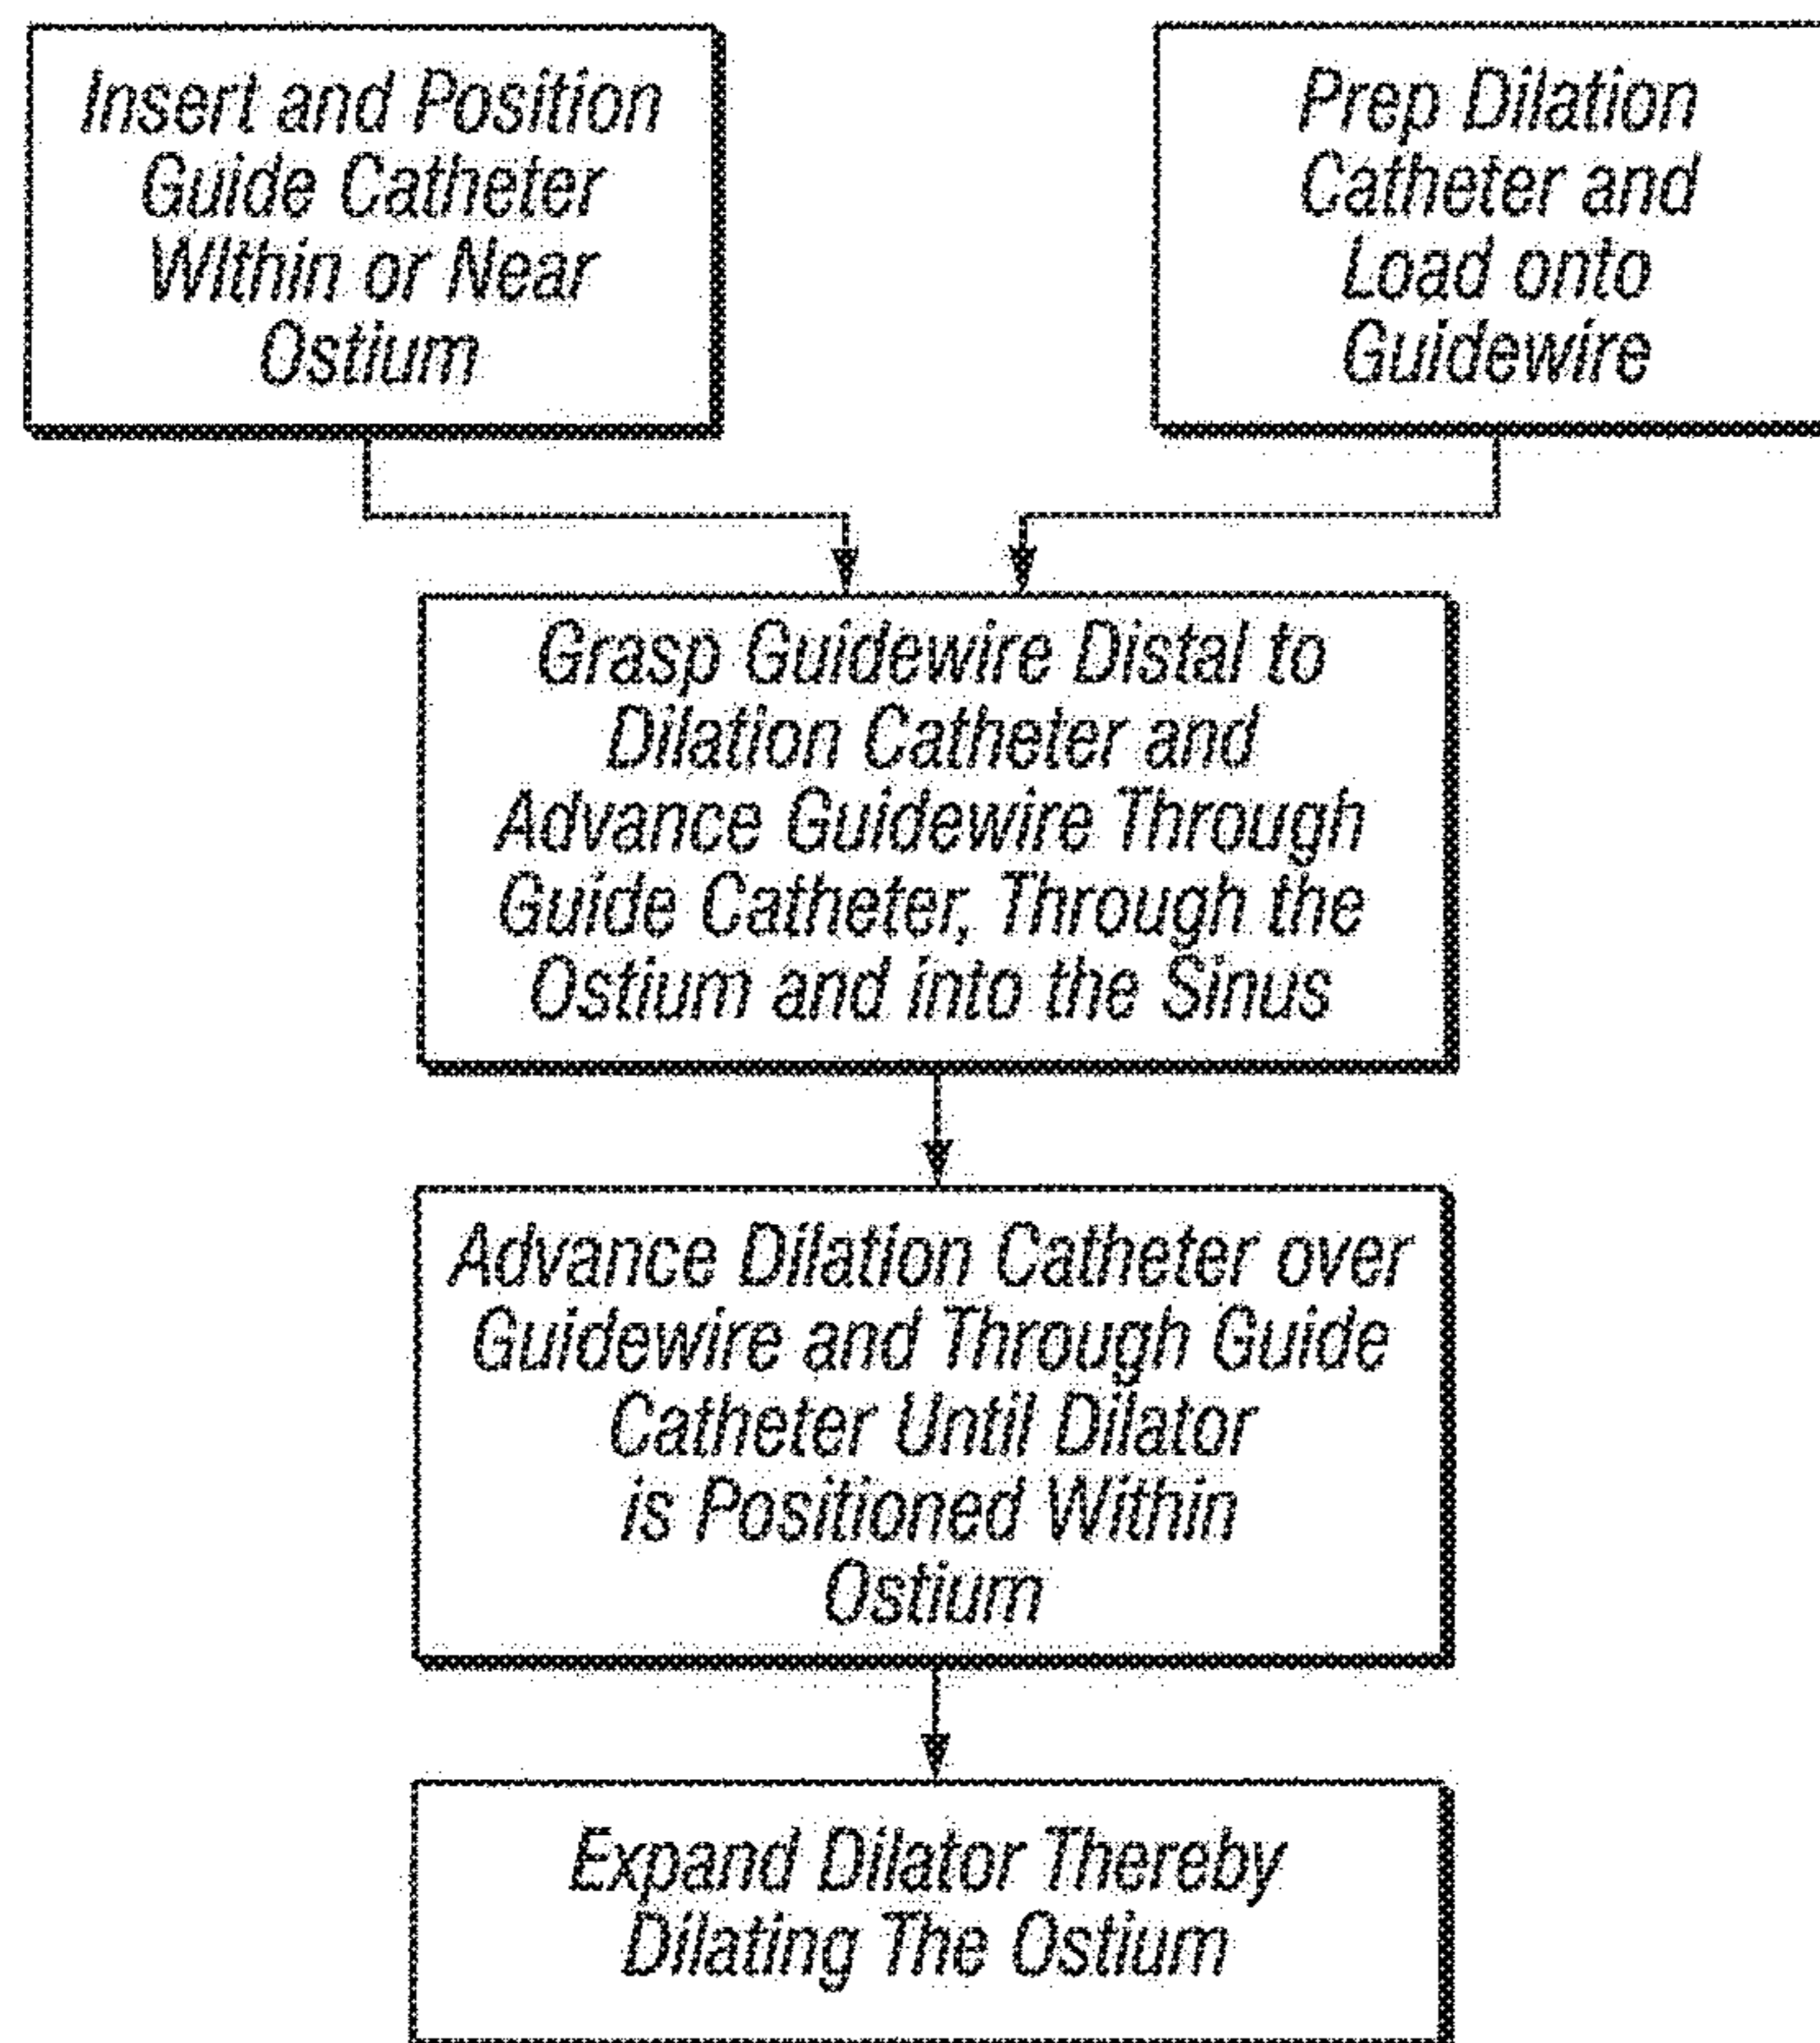 Insert and Position
Guide Catheter
WIthin or Near
Ostium
Prep Dilation
Catheter and
Load onto
Guidewire
Grasp Guidewire Distal to
Dilation Catheter and
Advance Guidewire Through
Guide Catheter, Through the
Ostium and into the Sinus
Advance Dilation Catheter over
Guidewire and Through Guide
Catheter Until Dilator
is Positioned Within
Ostium
Expand Dilator Thereby
Dilating The Ostium